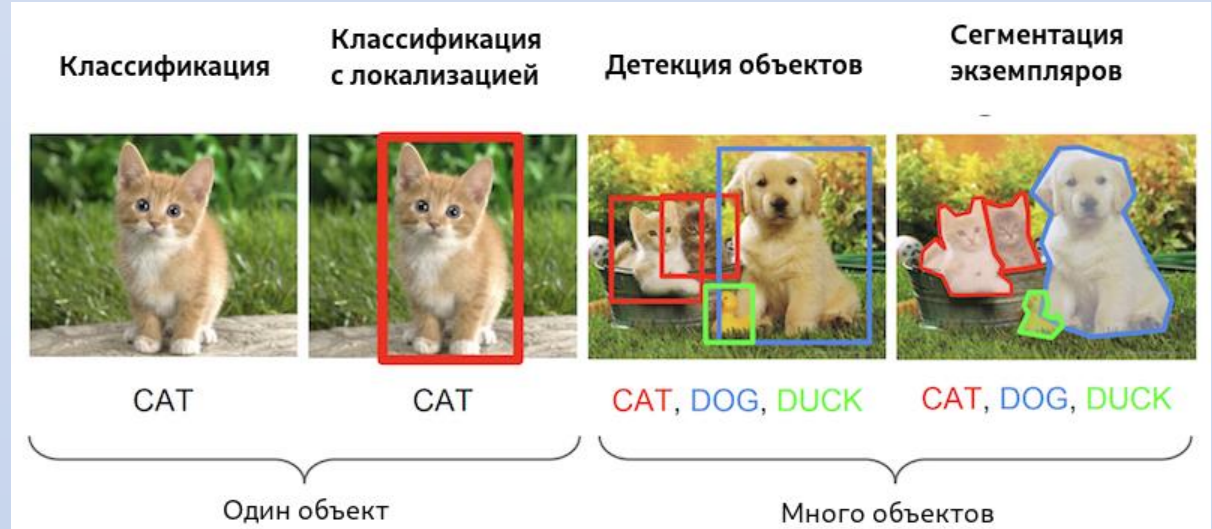 Классификация
Классификация
с локализацией
Детекция объектов
Сегментация
экземпляров
CAT
CAT
CAT, DOG, DUCK
CAT, DOG, DUCK
Один объект
Много объектов